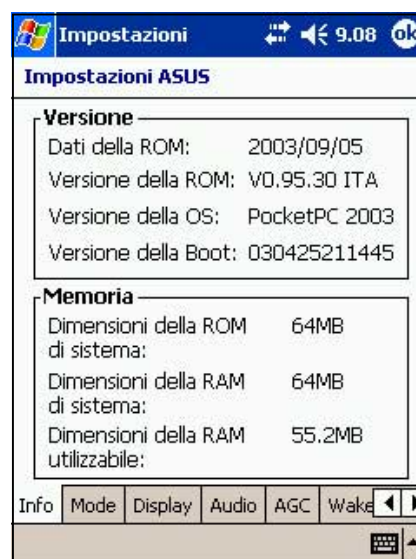 Impostazioni 9.08 ok
Impostazioni ASUS
Versione
Dati della ROM: 2003/09/05
Versione della ROM: V0.95.30 ITA
Versione della OS: PocketPC 2003
Versione della Boot: 030425211445
Memoria
Dimensioni della ROM 64MB
di sistema:
Dimensioni della RAM 64MB
di sistema:
Dimensioni della RAM 55.2MB
utilizzabile:
Info Mode Display Audio AGC Wake